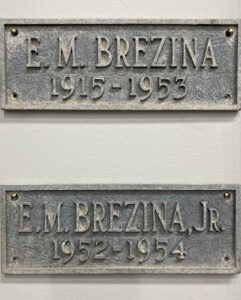 E. M. BREZINA
1915-1953
E. M. BREZINA, JR.
1952-1954